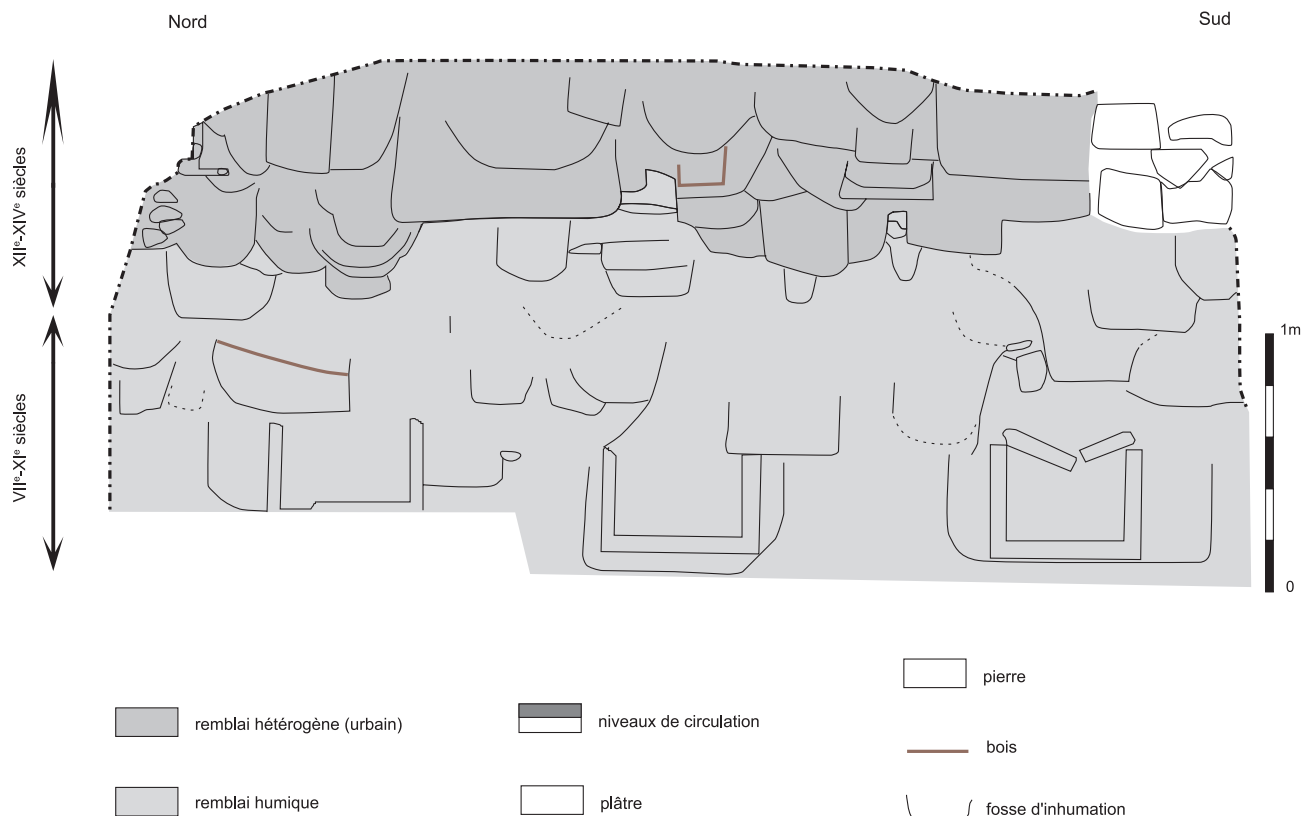 Nord
Sud
XIIᵉ-XIVᵉ siècles
VIIᵉ-XIᵉ siècles
1m
0
remblai hétérogène (urbain)
remblai humique
niveaux de circulation
plâtre
pierre
bois
fosse d'inhumation